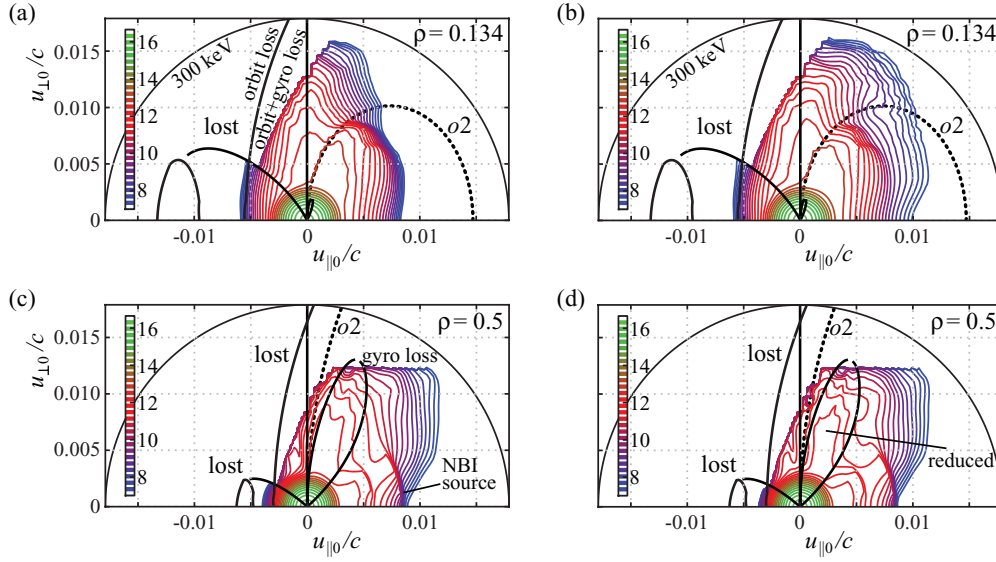 (a)
16
14
12
10
8
0.015
0.010
0.005
0
u⊥0/c
300 keV
orbit loss
orbit+gyro loss
lost
ρ = 0.134
o2
-0.01
0
0.01
u||0/c
(b)
16
14
12
10
8
0
300 keV
lost
ρ = 0.134
o2
-0.01
0
0.01
u||0/c
(c)
16
14
12
10
8
0.015
0.010
0.005
0
u⊥0/c
lost
o2
ρ = 0.5
gyro loss
lost
NBI
source
-0.01
0
0.01
u||0/c
(d)
16
14
12
10
8
0
lost
o2
ρ = 0.5
lost
reduced
-0.01
0
0.01
u||0/c